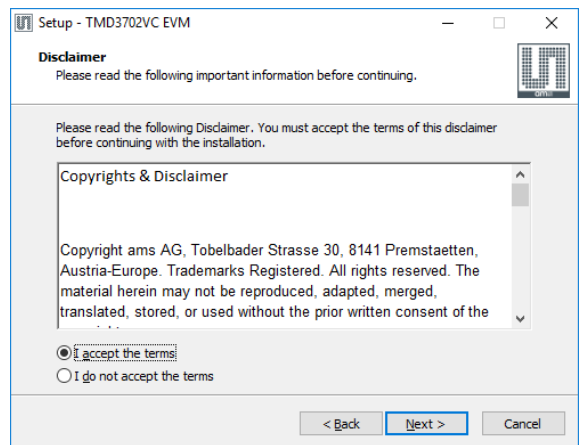 Setup - TMD3702VC EVM
Disclaimer
Please read the following important information before continuing.
am
Please read the following Disclaimer. You must accept the terms of this disclaimer
before continuing with the installation.
Copyrights & Disclaimer
Copyright ams AG, Tobelbader Strasse 30, 8141 Premstaetten,
Austria-Europe. Trademarks Registered. All rights reserved. The
material herein may not be reproduced, adapted, merged,
translated, stored, or used without the prior written consent of the
I accept the terms
I do not accept the terms
< Back
Next >
Cancel